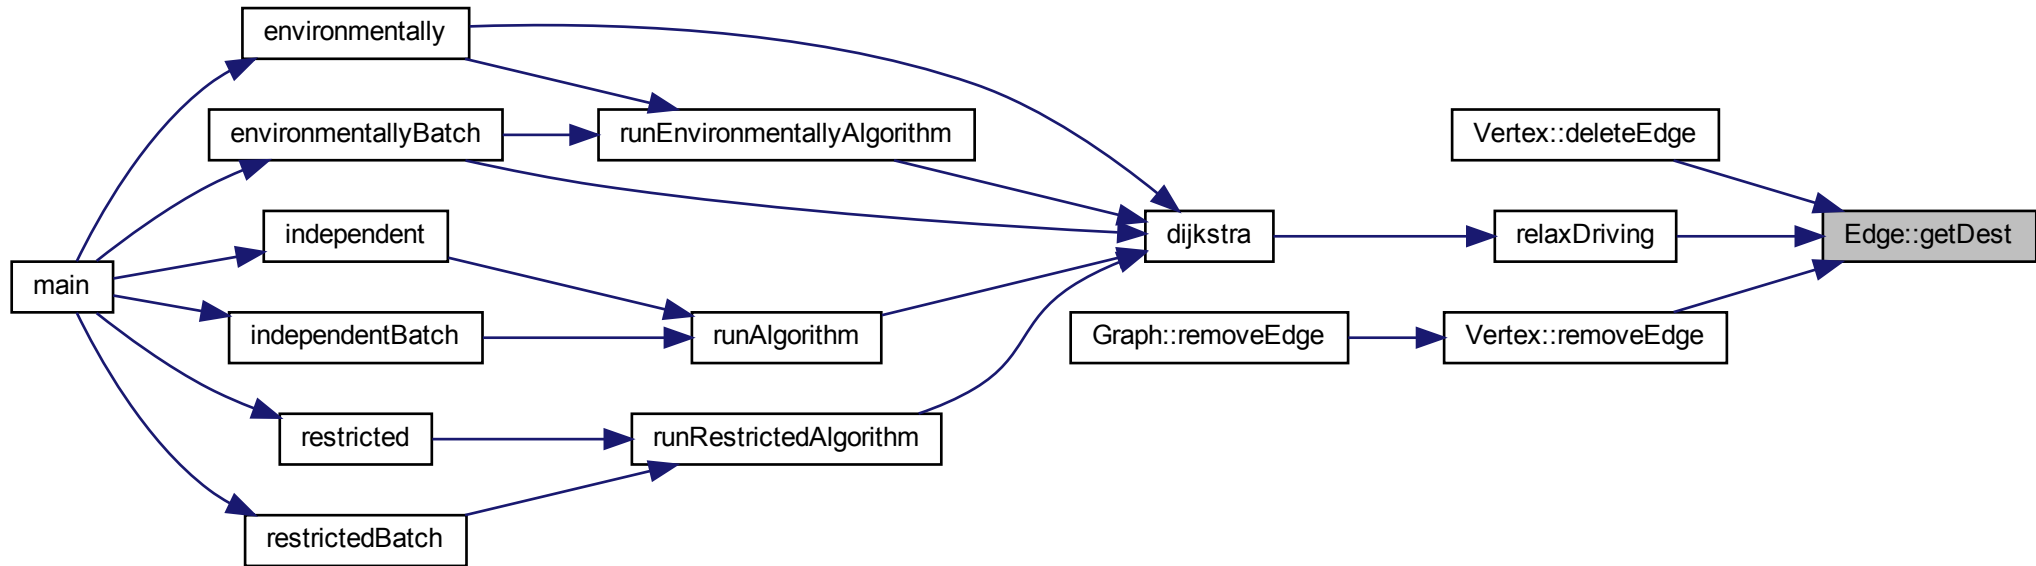 environmentally
environmentallyBatch
runEnvironmentallyAlgorithm
Vertex::deleteEdge
independent
dijkstra
relaxDriving
Edge::getDest
main
independentBatch
runAlgorithm
Graph::removeEdge
Vertex::removeEdge
restricted
runRestrictedAlgorithm
restrictedBatch